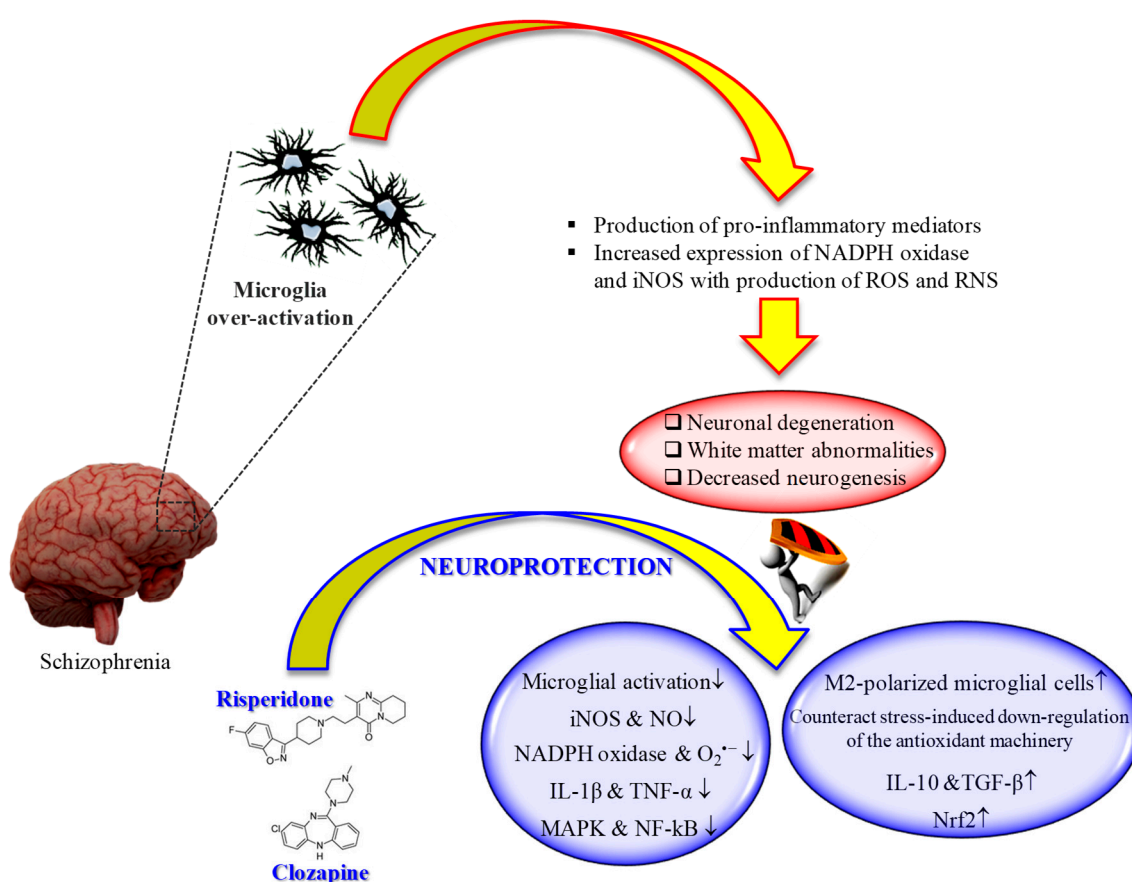 Microglia
over-activation
▪ Production of pro-inflammatory mediators
▪ Increased expression of NADPH oxidase
and iNOS with production of ROS and RNS
❑ Neuronal degeneration
❑ White matter abnormalities
❑ Decreased neurogenesis
Schizophrenia
NEUROPROTECTION
Risperidone
N
N
O
N
F
O
N
N
N
N
Cl
N
H
Clozapine
Microglial activation↓
iNOS & NO↓
NADPH oxidase & O₂•− ↓
IL-1β & TNF-α ↓
MAPK & NF-kB ↓
M2-polarized microglial cells↑
Counteract stress-induced down-regulation
of the antioxidant machinery
IL-10 &TGF-β↑
Nrf2↑